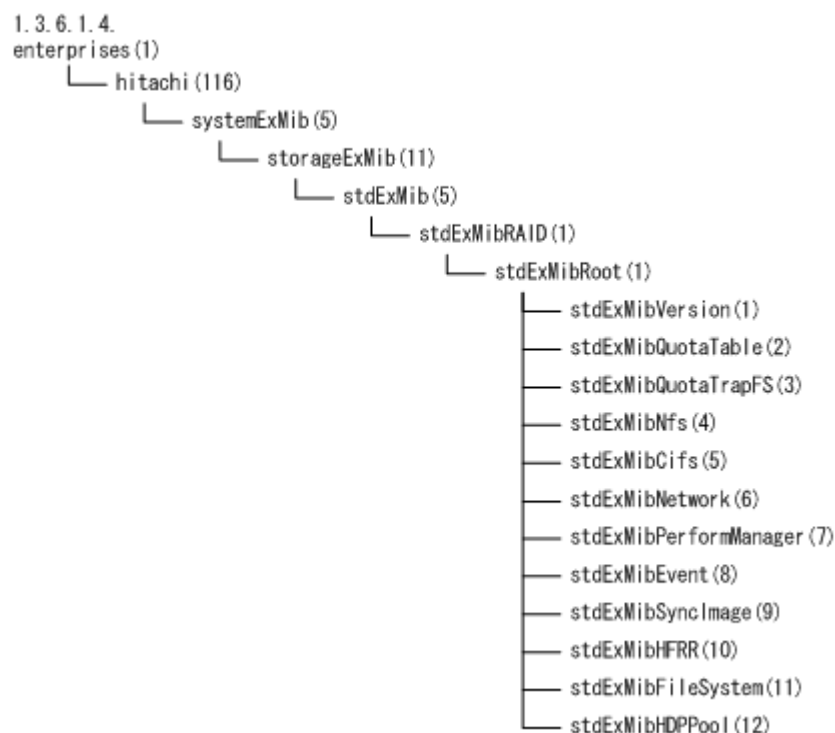 1.3.6.1.4.
enterprises(1)
hitachi(116)
systemExMib(5)
storageExMib(11)
stdExMib(5)
stdExMibRAID(1)
stdExMibRoot(1)
stdExMibVersion(1)
stdExMibQuotaTable(2)
stdExMibQuotaTrapFS(3)
stdExMibNfs(4)
stdExMibCifs(5)
stdExMibNetwork(6)
stdExMibPerformManager(7)
stdExMibEvent(8)
stdExMibSyncImage(9)
stdExMibHFRR(10)
stdExMibFileSystem(11)
stdExMibHDPPool(12)